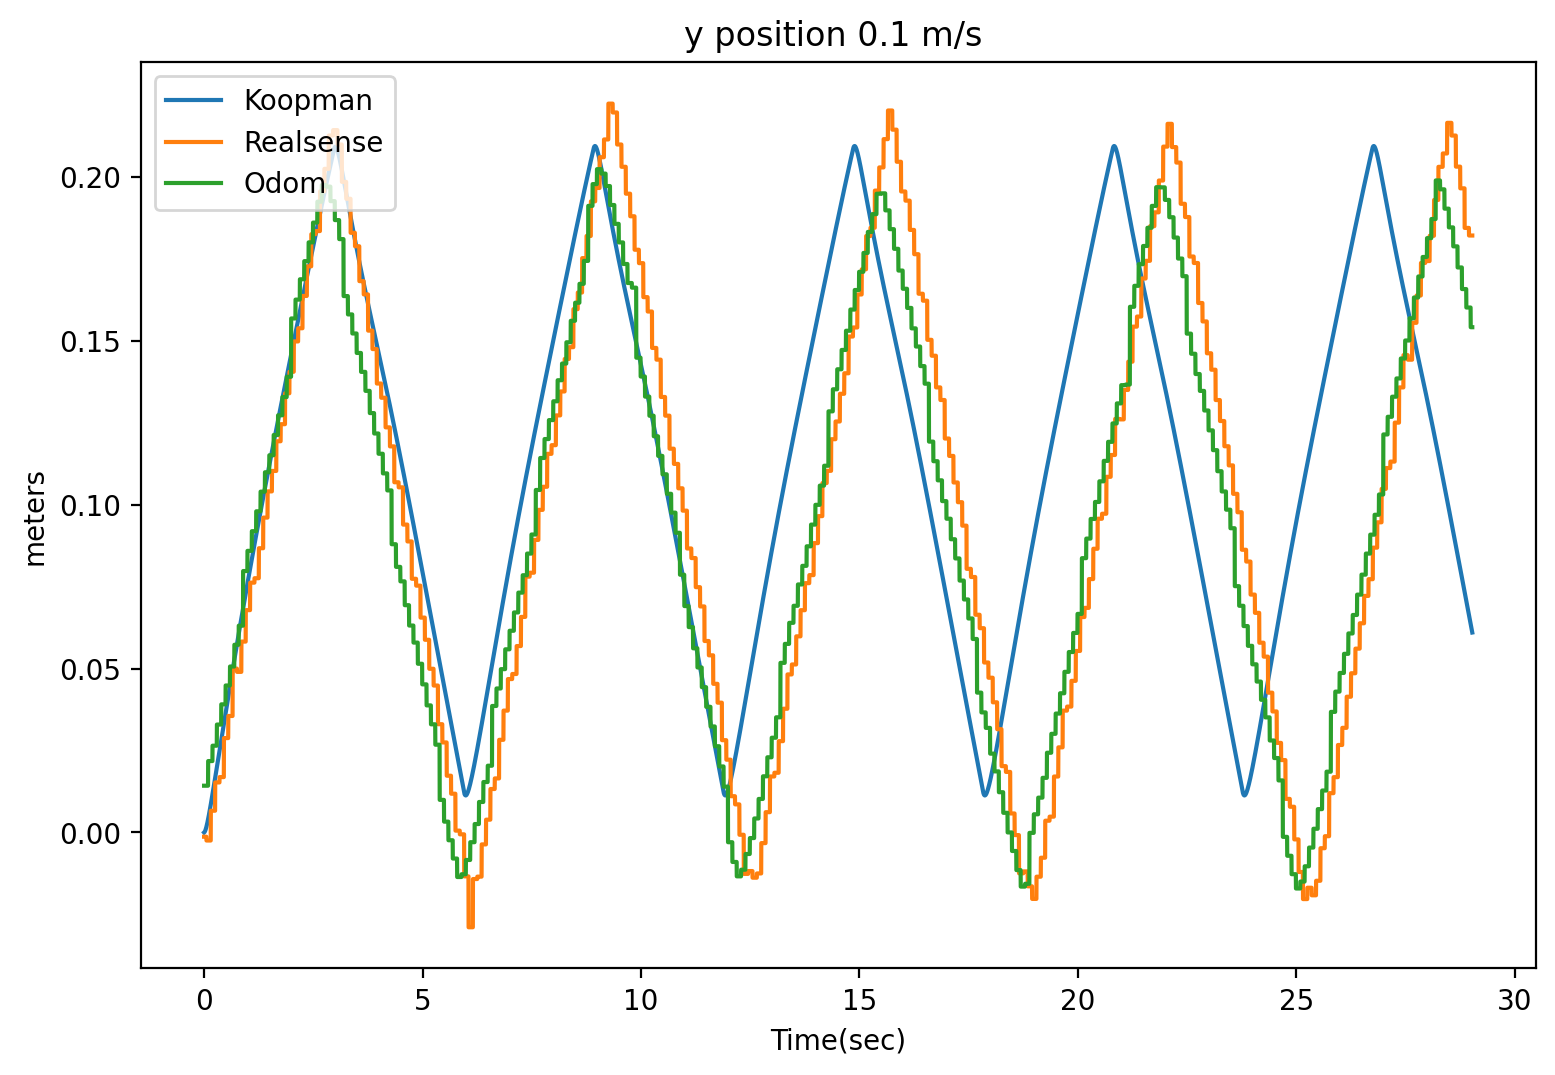 y position 0.1 m/s
Koopman
Realsense
Odom
meters
0.20
0.15
0.10
0.05
0.00
0 5 10 15 20 25 30
Time(sec)